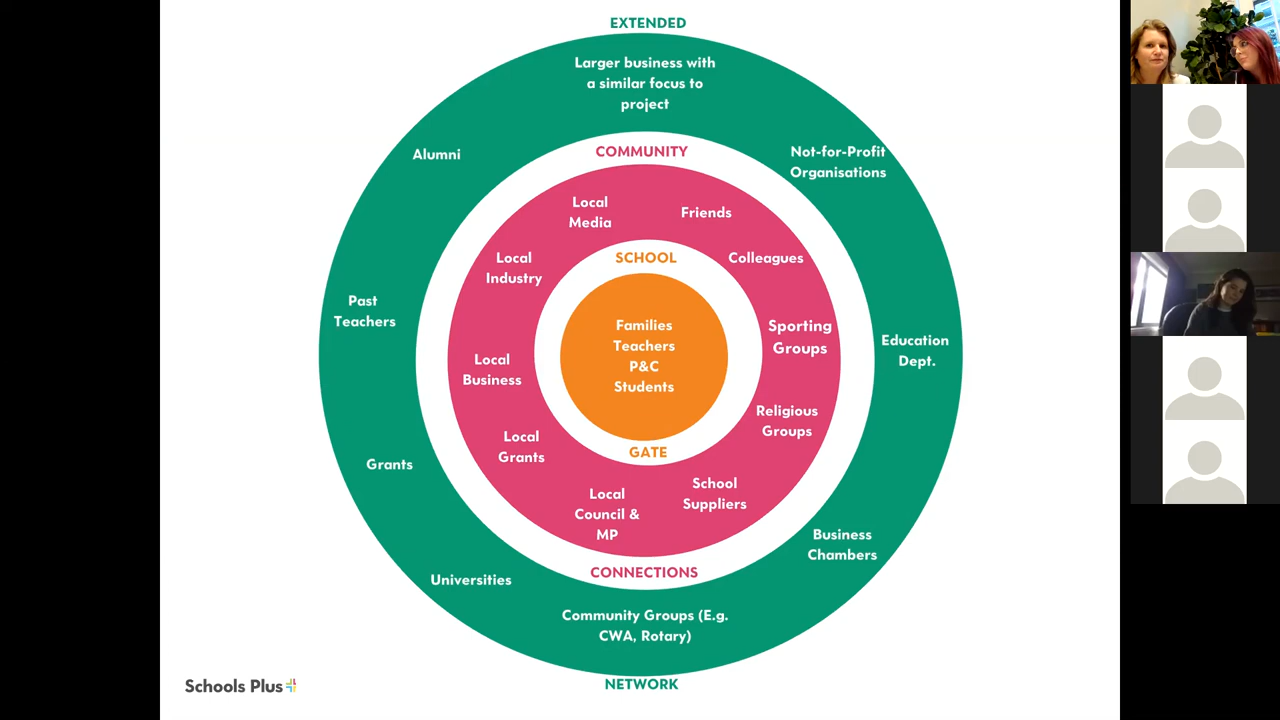 EXTENDED
Larger business with
a similar focus to
project
Alumni
Not-for-Profit
Organisations
COMMUNITY
Local
Media
Friends
Local
Industry
Colleagues
SCHOOL
Past
Teachers
Families
Teachers
P&C
Students
Sporting
Groups
Education
Dept.
Local
Business
Religious
Groups
Local
Grants
GATE
Grants
Local
Council &
MP
School
Suppliers
Business
Chambers
CONNECTIONS
Universities
Community Groups (E.g.
CWA, Rotary)
NETWORK
Schools Plus